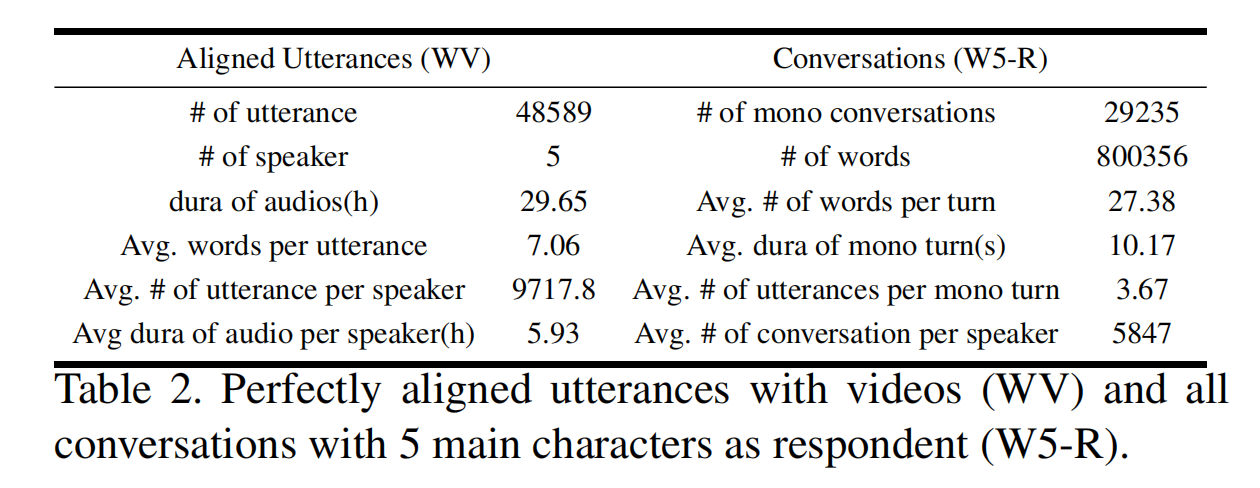 Aligned Utterances (WV) Conversations (W5-R)
# of utterance 48589 # of mono conversations 29235
# of speaker 5 # of words 800356
dura of audios(h) 29.65 Avg. # of words per turn 27.38
Avg. words per utterance 7.06 Avg. dura of mono turn(s) 10.17
Avg. # of utterance per speaker 9717.8 Avg. # of utterances per mono turn 3.67
Avg dura of audio per speaker(h) 5.93 Avg. # of conversation per speaker 5847
Table 2. Perfectly aligned utterances with videos (WV) and all
conversations with 5 main characters as respondent (W5-R).